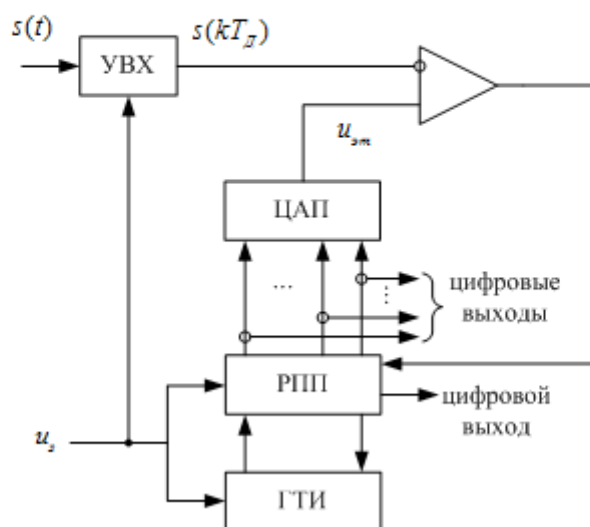 s(t)
s(kT_Д)
УВХ
u_эт
ЦАП
...
цифровые
выходы
РПП
цифровой
выход
u_з
ГТИ